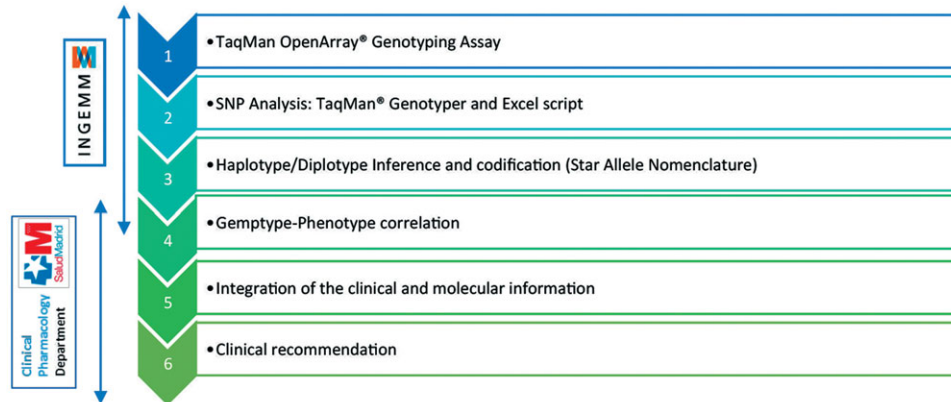 INGEMM
1
•TaqMan OpenArray® Genotyping Assay
2
•SNP Analysis: TaqMan® Genotyper and Excel script
3
•Haplotype/Diplotype Inference and codification (Star Allele Nomenclature)
4
•Gemptype-Phenotype correlation
5
•Integration of the clinical and molecular information
6
•Clinical recommendation
M
SaludMadrid
Clinical
Pharmacology
Department